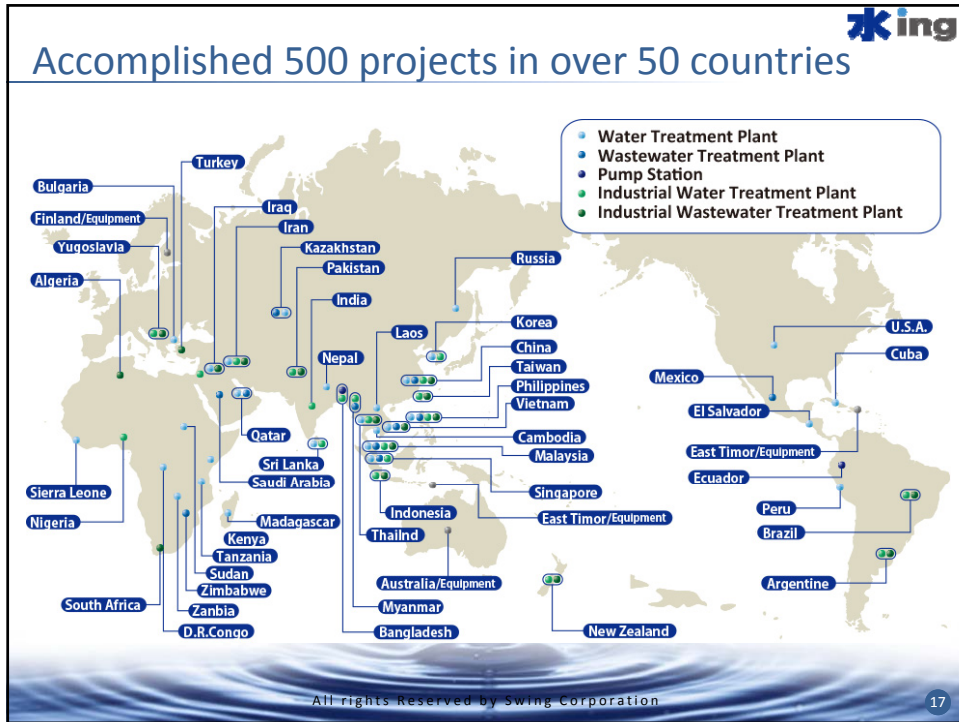 水ing
Accomplished 500 projects in over 50 countries
Water Treatment Plant
Wastewater Treatment Plant
Pump Station
Industrial Water Treatment Plant
Industrial Wastewater Treatment Plant
Turkey
Bulgaria
Finland/Equipment
Yugoslavia
Algeria
Iraq
Iran
Kazakhstan
Pakistan
India
Nepal
Laos
Russia
Korea
China
Taiwan
Philippines
Vietnam
Cambodia
Malaysia
Singapore
East Timor/Equipment
Qatar
Sri Lanka
Saudi Arabia
Sierra Leone
Nigeria
Madagascar
Kenya
Tanzania
Sudan
Zimbabwe
Zanbia
D.R.Congo
South Africa
Indonesia
Thailnd
Australia/Equipment
Myanmar
Bangladesh
New Zealand
U.S.A.
Cuba
Mexico
El Salvador
East Timor/Equipment
Ecuador
Peru
Brazil
Argentine
All rights Reserved by Swing Corporation
17